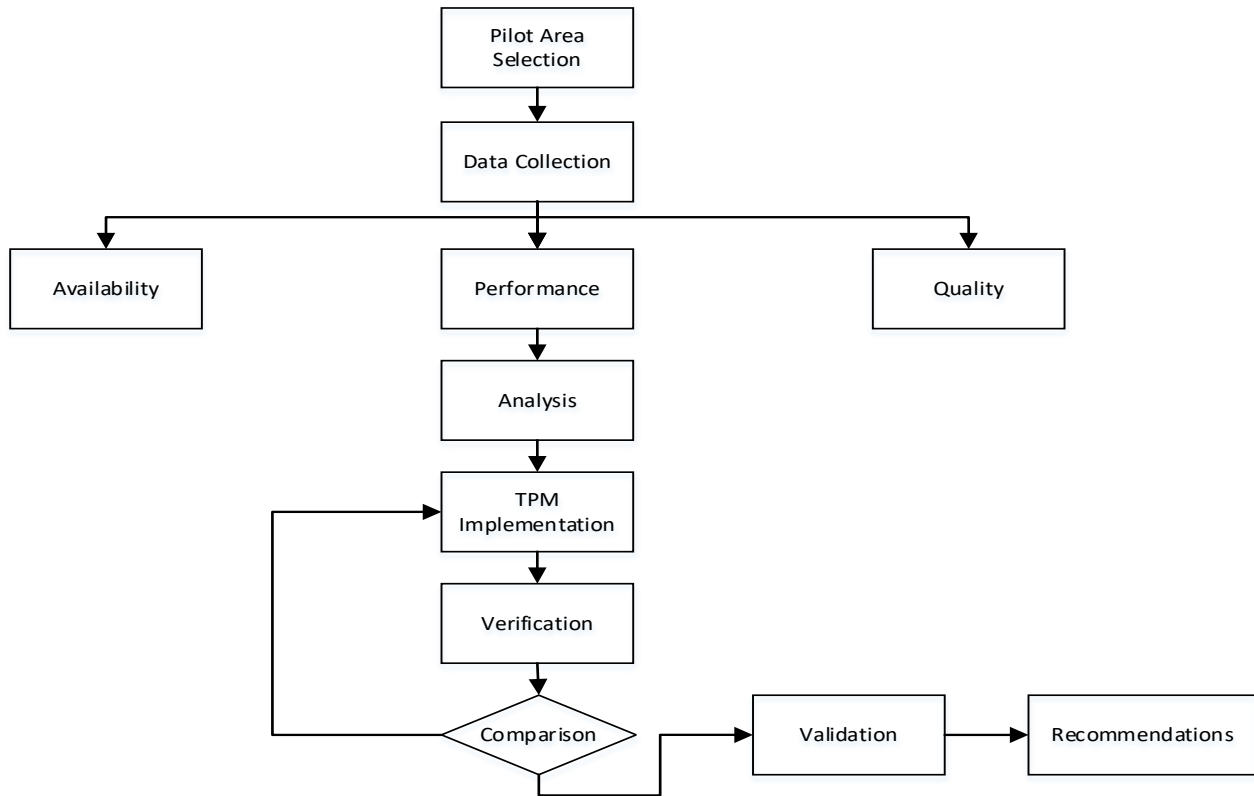 Pilot Area
Selection
Data Collection
Availability
Performance
Quality
Analysis
TPM
Implementation
Verification
Comparison
Validation
Recommendations